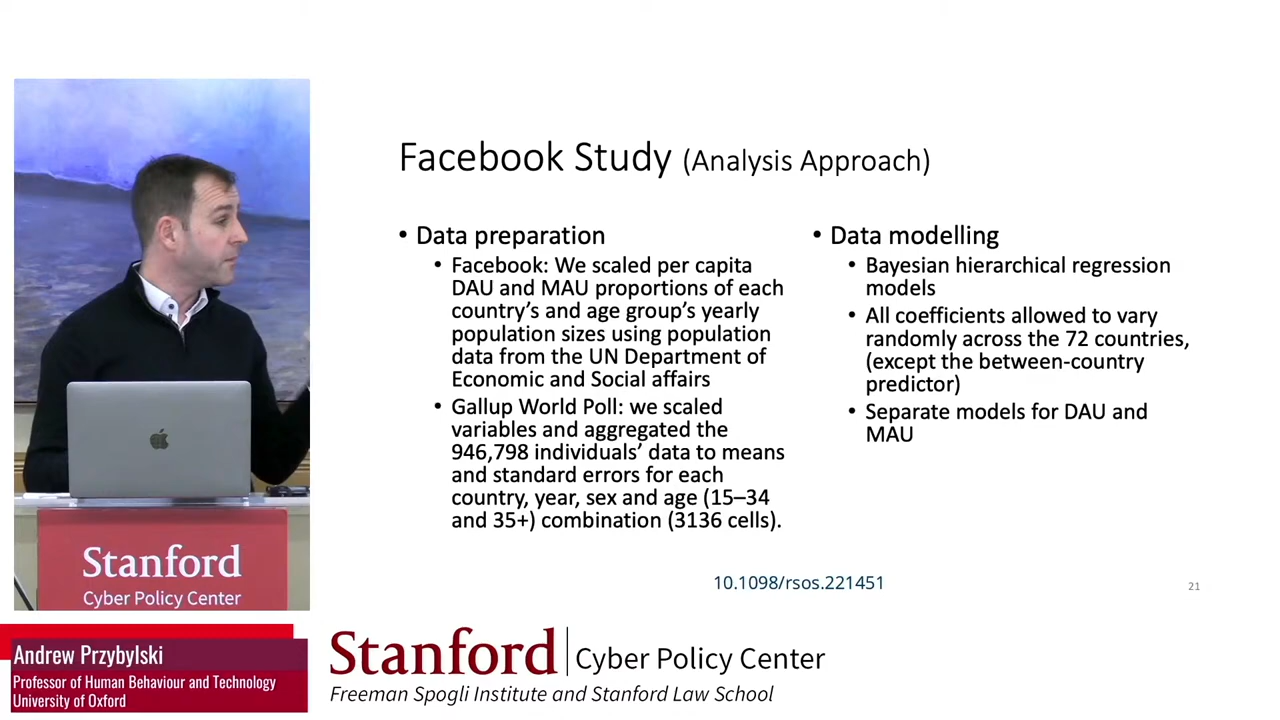 Facebook Study (Analysis Approach)
• Data preparation
• Facebook: We scaled per capita
DAU and MAU proportions of each
country's and age group's yearly
population sizes using population
data from the UN Department of
Economic and Social affairs
• Gallup World Poll: we scaled
variables and aggregated the
946,798 individuals' data to means
and standard errors for each
country, year, sex and age (15–34
and 35+) combination (3136 cells).
• Data modelling
• Bayesian hierarchical regression
models
• All coefficients allowed to vary
randomly across the 72 countries,
(except the between-country
predictor)
• Separate models for DAU and
MAU
10.1098/rsos.221451
21
Stanford
Cyber Policy Center
Andrew Przybylski
Professor of Human Behaviour and Technology
University of Oxford
Stanford | Cyber Policy Center
Freeman Spogli Institute and Stanford Law School